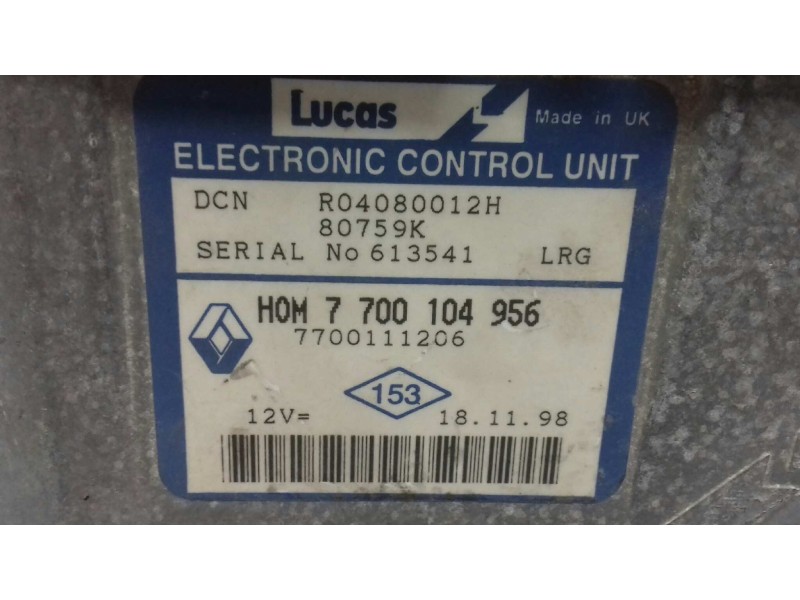 Lucas Made in UK
ELECTRONIC CONTROL UNIT
DCN R04080012H
80759K
SERIAL No 613541 LRG
HOM 7 700 104 956
7700111206
153
12V= 18.11.98